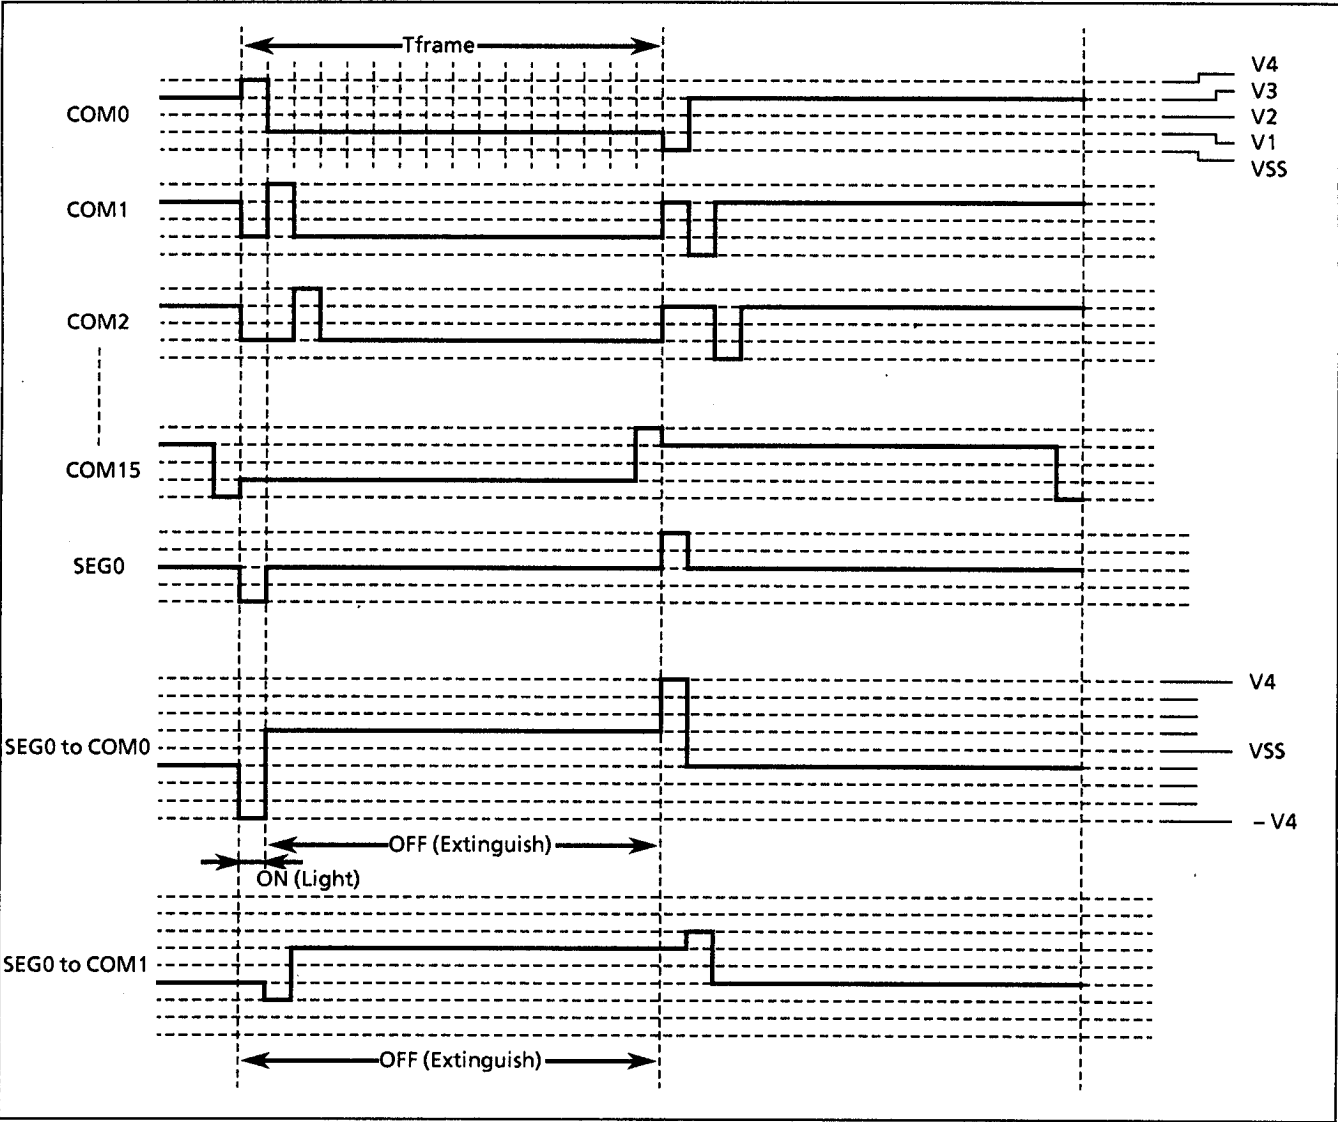 Tframe
COM0
V4
V3
V2
V1
VSS
COM1
COM2
COM15
SEG0
SEG0 to COM0
V4
VSS
– V4
OFF (Extinguish)
ON (Light)
SEG0 to COM1
OFF (Extinguish)